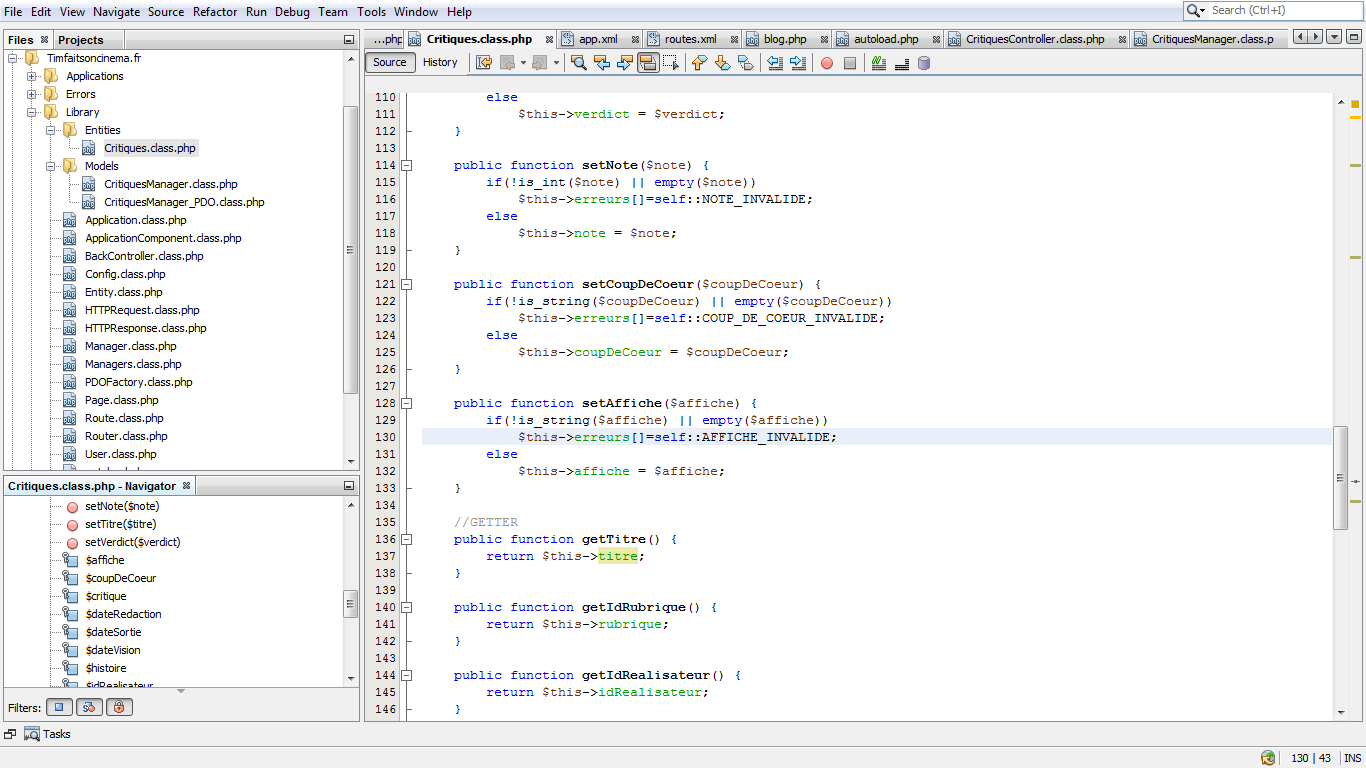 File Edit View Navigate Source Refactor Run Debug Team Tools Window Help
Search (Ctrl+I)
Files Projects
Timfaitsoncinema.fr
Applications
Errors
Library
Entities
Critiques.class.php
Models
CritiquesManager.class.php
CritiquesManager_PDO.class.php
Application.class.php
ApplicationComponent.class.php
BackController.class.php
Config.class.php
Entity.class.php
HTTPRequest.class.php
HTTPResponse.class.php
Manager.class.php
Managers.class.php
PDOFactory.class.php
Page.class.php
Route.class.php
Router.class.php
User.class.php
Critiques.class.php - Navigator
setNote($note)
setTitre($titre)
setVerdict($verdict)
$affiche
$coupDeCoeur
$critique
$dateRedaction
$dateSortie
$dateVision
$histoire
$idRealisateur
Filters:
Tasks
...php Critiques.class.php app.xml routes.xml blog.php autoload.php CritiquesController.class.php CritiquesManager.class.p
Source History
110 else
111 $this->verdict = $verdict;
112 }
113
114 public function setNote($note) {
115 if(!is_int($note) || empty($note))
116 $this->erreurs[]=self::NOTE_INVALIDE;
117 else
118 $this->note = $note;
119 }
120
121 public function setCoupDeCoeur($coupDeCoeur) {
122 if(!is_string($coupDeCoeur) || empty($coupDeCoeur))
123 $this->erreurs[]=self::COUP_DE_COEUR_INVALIDE;
124 else
125 $this->coupDeCoeur = $coupDeCoeur;
126 }
127
128 public function setAffiche($affiche) {
129 if(!is_string($affiche) || empty($affiche))
130 $this->erreurs[]=self::AFFICHE_INVALIDE;
131 else
132 $this->affiche = $affiche;
133 }
134
135 //GETTER
136 public function getTitre() {
137 return $this->titre;
138 }
139
140 public function getIdRubrique() {
141 return $this->rubrique;
142 }
143
144 public function getIdRealisateur() {
145 return $this->idRealisateur;
146 }
130 | 43 INS